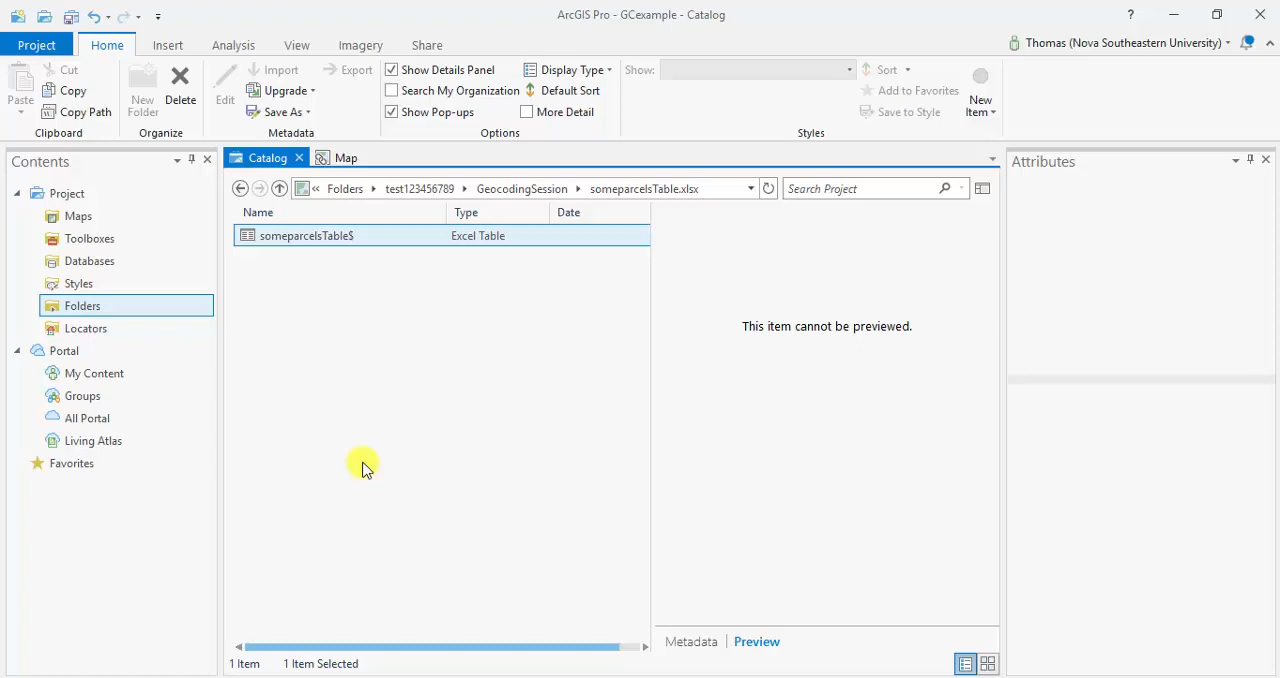 ArcGIS Pro - GCexample - Catalog
?
Project Home Insert Analysis View Imagery Share
Thomas (Nova Southeastern University)
Paste
Cut
Copy
Copy Path
Clipboard
New Folder
Delete
Organize
Edit
Import
Export
Upgrade
Save As
Metadata
Show Details Panel
Search My Organization
Show Pop-ups
Display Type
Default Sort
More Detail
Options
Show:
Sort
Add to Favorites
Save to Style
New Item
Styles
Contents
Project
Maps
Toolboxes
Databases
Styles
Folders
Locators
Portal
My Content
Groups
All Portal
Living Atlas
Favorites
Catalog
Map
« Folders test123456789 GeocodingSession someparcelsTable.xlsx
Search Project
Name Type Date
someparcelsTable$ Excel Table
This item cannot be previewed.
Metadata Preview
1 Item 1 Item Selected
Attributes